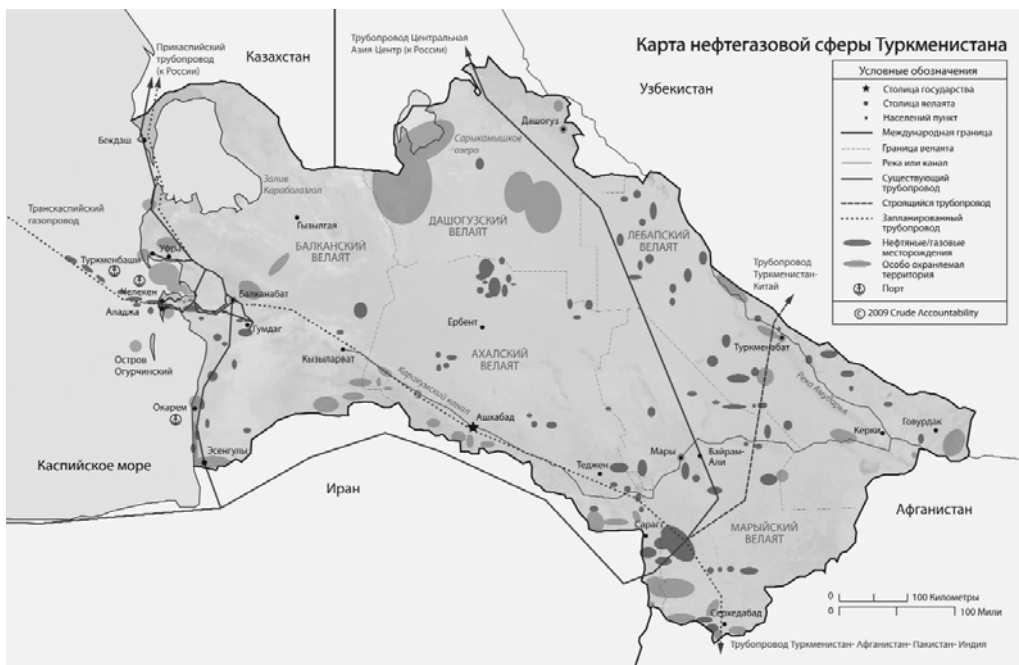 Карта нефтегазовой сферы Туркменистана
Прикаспийский
трубопровод
(к России)
Казахстан
Трубопровод Центральная
Азия-Центр (к России)
Узбекистан
Условные обозначения
Столица государства
Столица велаята
Населений пункт
Международная граница
Граница велаята
Река или канал
Существующий
трубопровод
Строящийся трубопровод
Запланированный
трубопровод
Нефтяные/газовые
месторождения
Особо охраняемая
территория
Порт
© 2009 Crude Accountability
Бекдаш
Дашогуз
Сарыкамышкое
озеро
Залив
Карабогазгол
Транскаспийский
газопровод
Гызылгая
ДАШОГУЗСКИЙ
ВЕЛАЯТ
ЛЕБАПСКИЙ
ВЕЛАЯТ
БАЛКАНСКИЙ
ВЕЛАЯТ
Уфра
Туркменбаши
Трубопровод
Туркменистан-
Китай
Челекен
Балканабат
Аладжа
Гумдаг
Ербент
Туркменабат
Остров
Огурчинский
Кызыларват
АХАЛСКИЙ
ВЕЛАЯТ
Каракумский канал
Река Амударья
Окарем
Ашхабад
Керки
Говурдак
Эсенгулы
Каспийское море
Мары
Байрам-
Али
Теджен
Иран
Афганистан
Сарагт
МАРЫЙСКИЙ
ВЕЛАЯТ
0 100 Километры
0 100 Мили
Серхедабад
Трубопровод Туркменистан- Афганистан- Пакистан- Индия